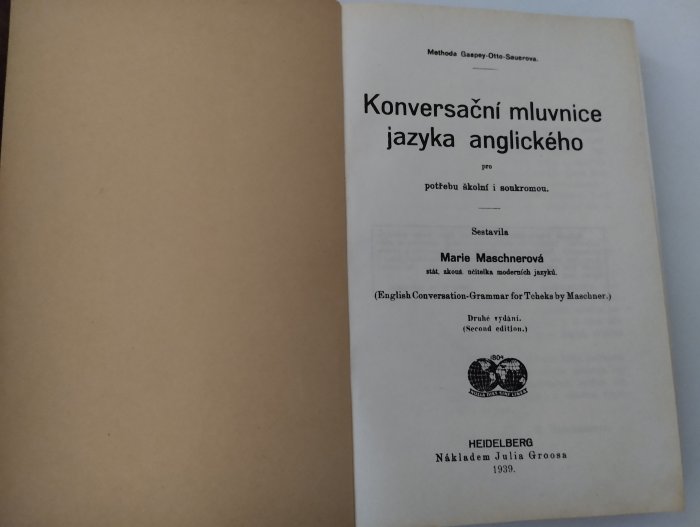 Methoda Gaspey-Otto-Sauerova.
Konversační mluvnice
jazyka anglického
pro
potřebu školní i soukromou.
Sestavila
Marie Maschnerová
stát. zkouš. učitelka moderních jazyků.
(English Conversation-Grammar for Tcheks by Maschner.)
Druhé vydání.
(Second edition.)
1804
HEIDELBERG
Nákladem Julia Groosa
1939.